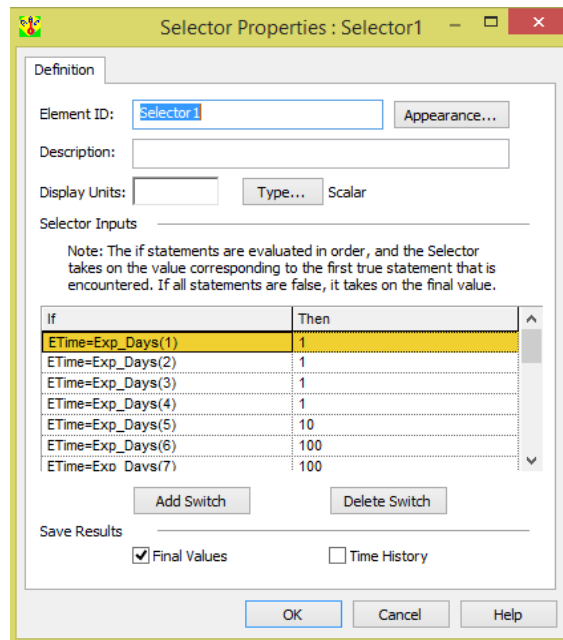 Selector Properties : Selector1
Definition
Element ID: Selector1 Appearance...
Description:
Display Units: Type... Scalar
Selector Inputs
Note: The if statements are evaluated in order, and the Selector
takes on the value corresponding to the first true statement that is
encountered. If all statements are false, it takes on the final value.
If Then
ETime=Exp_Days(1) 1
ETime=Exp_Days(2) 1
ETime=Exp_Days(3) 1
ETime=Exp_Days(4) 1
ETime=Exp_Days(5) 10
ETime=Exp_Days(6) 100
ETime=Exp_Days(7) 100
Add Switch Delete Switch
Save Results
Final Values Time History
OK Cancel Help